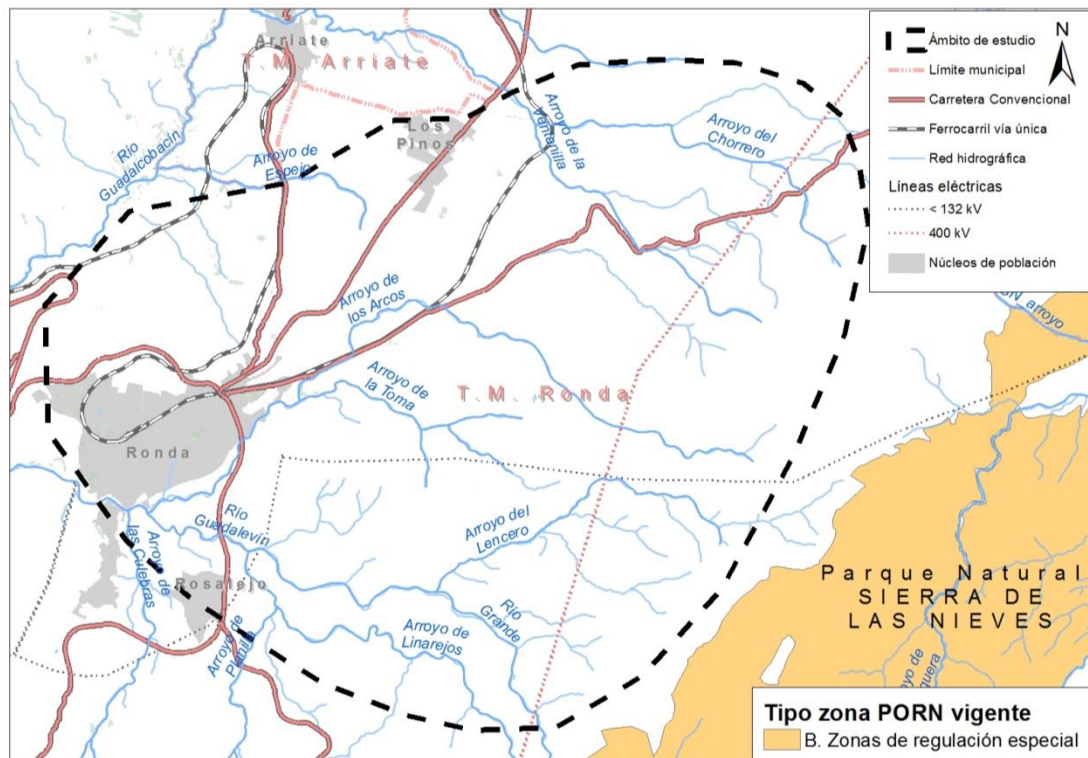 Arriate
T.M. Arriate
Los
Pinos
Río
Guadalcobacín
Arroyo de
Espejo
Arroyo de la
Ventanilla
Arroyo del
Chorrero
Arroyo de
los Arcos
Arroyo de
la Toma
T.M. Ronda
Ronda
Río
Guadalevín
Arroyo de
las Culebras
Rosalejo
Arroyo de
Planilla
Arroyo del
Lencero
Río
Grande
Arroyo de
Linarejos
arroyo
Parque Natural
SIERRA DE
LAS NIEVES
Arroyo de
N
Ámbito de estudio
Límite municipal
Carretera Convencional
Ferrocarril vía única
Red hidrográfica
Líneas eléctricas
< 132 kV
400 kV
Núcleos de población
Tipo zona PORN vigente
B. Zonas de regulación especial